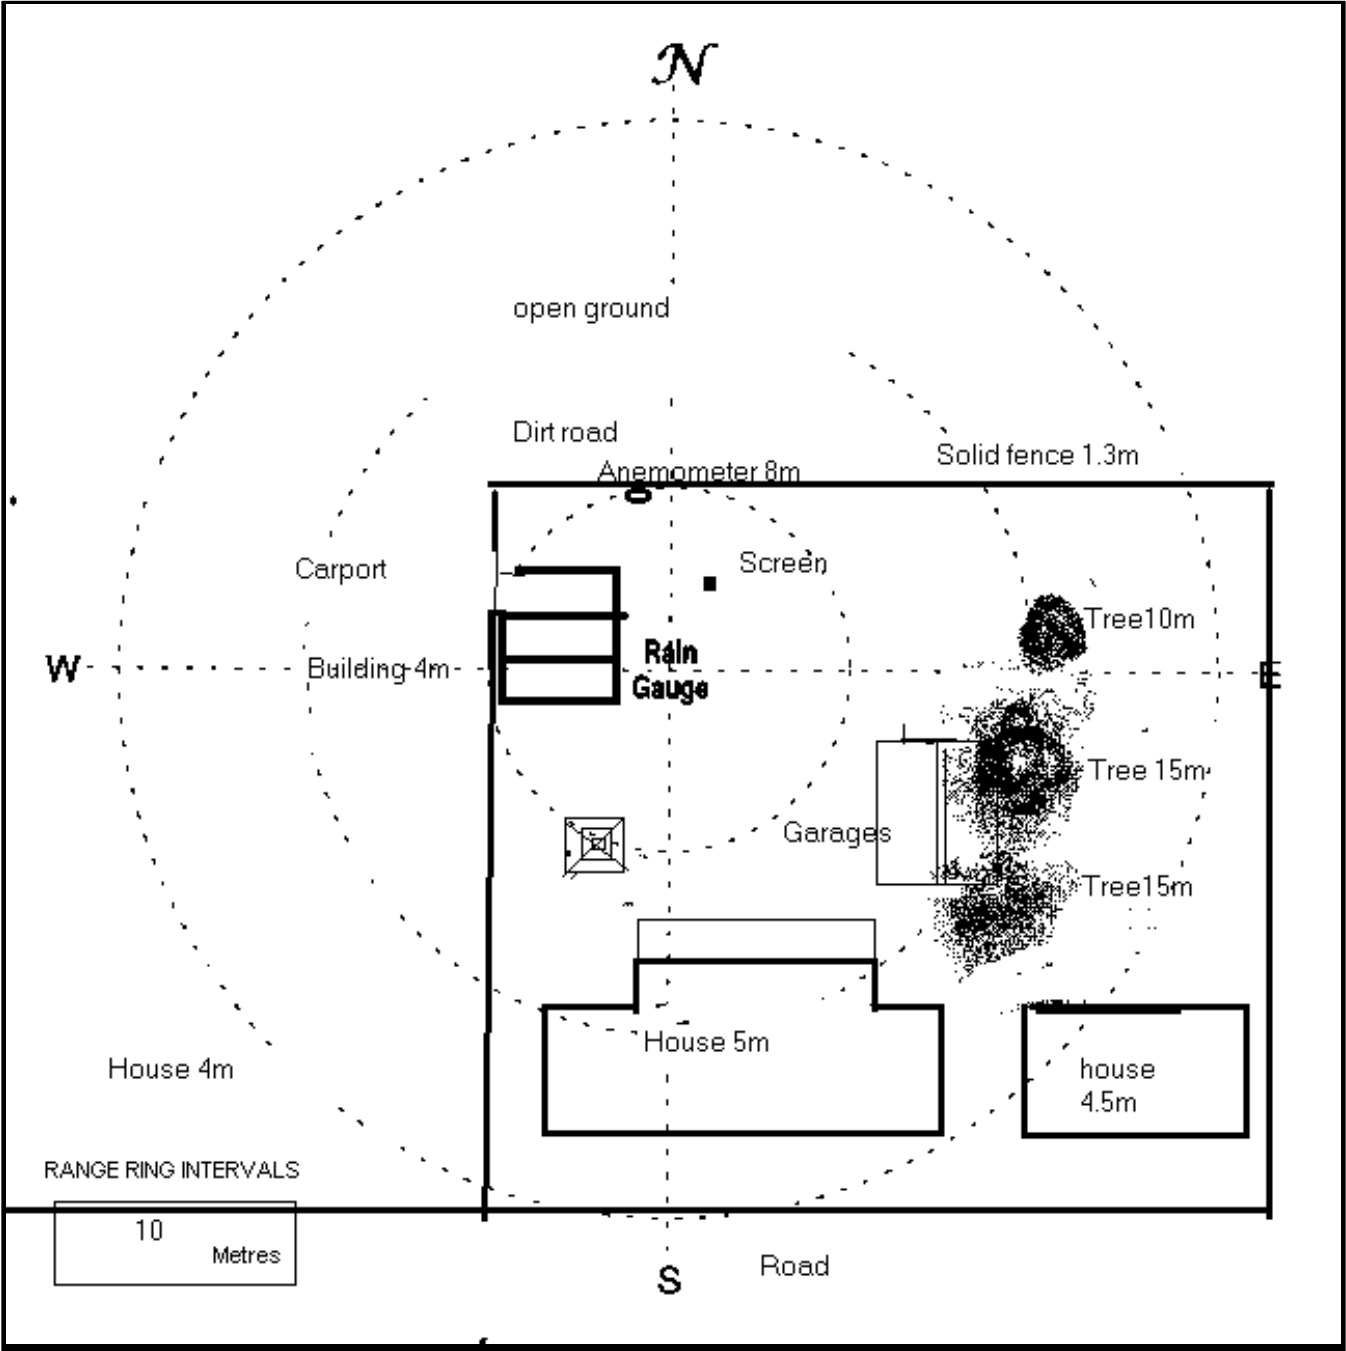 N
open ground
Dirt road
Anemometer 8m
Solid fence 1.3m
Carport
Screen
Tree10m
W
Building 4m
Rain
Gauge
E
Tree 15m
Garages
Tree15m
House 5m
House 4m
house
4.5m
RANGE RING INTERVALS
10
Metres
Road
S